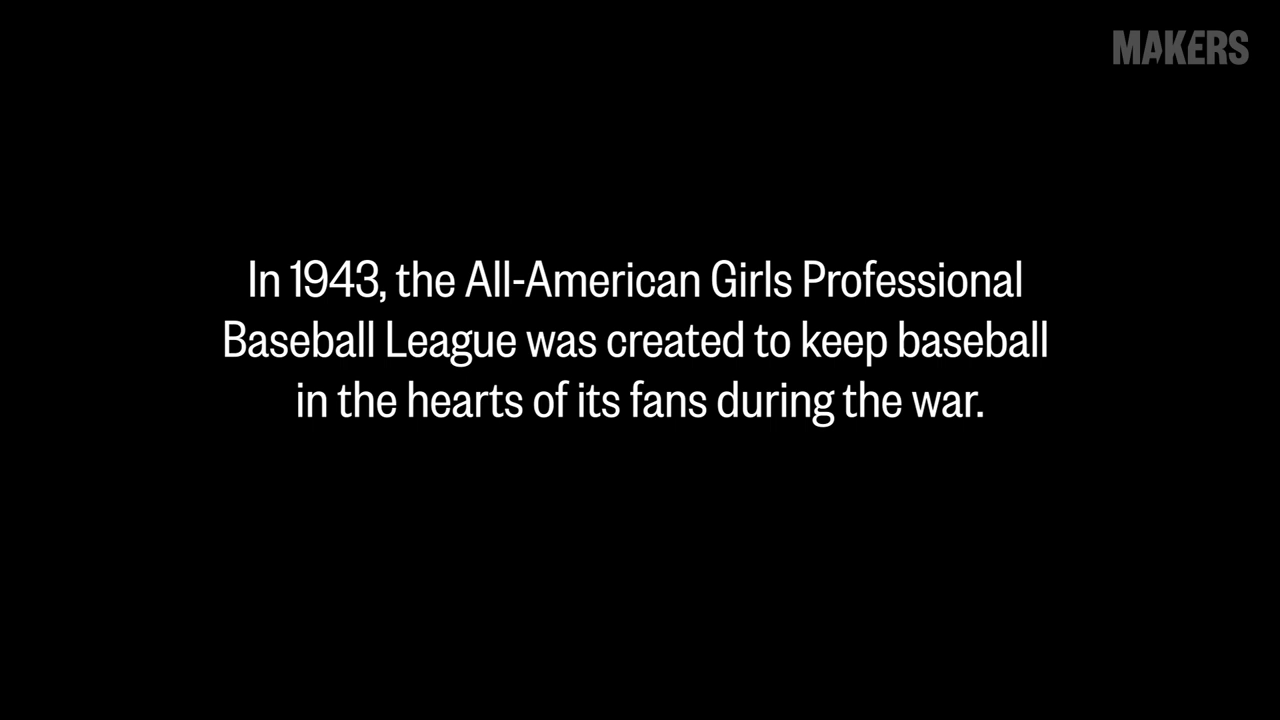 MAKERS
In 1943, the All-American Girls Professional
Baseball League was created to keep baseball
in the hearts of its fans during the war.